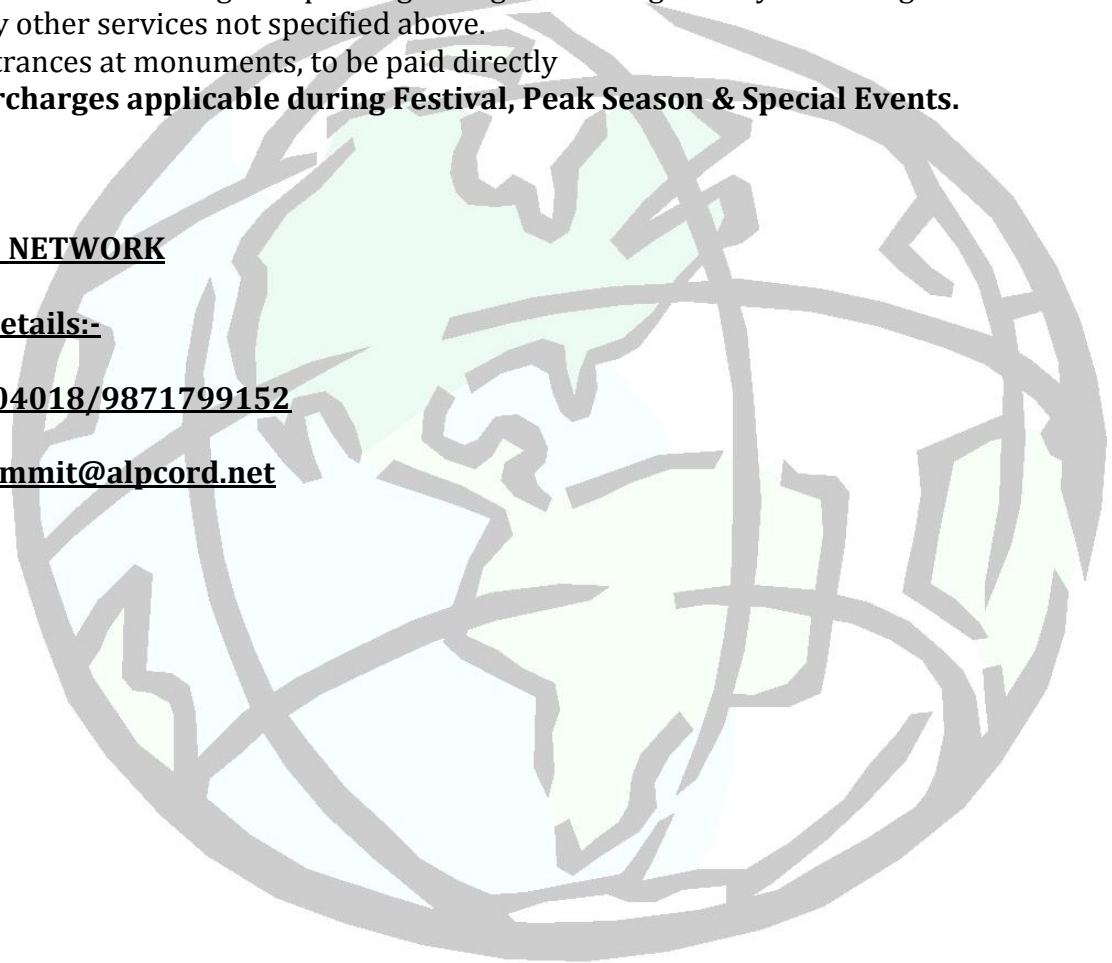 other services not specified above.
trances at monuments, to be paid directly
rcharges applicable during Festival, Peak Season & Special Events.
NETWORK
etails:-
04018/9871799152
mmit@alpcord.net